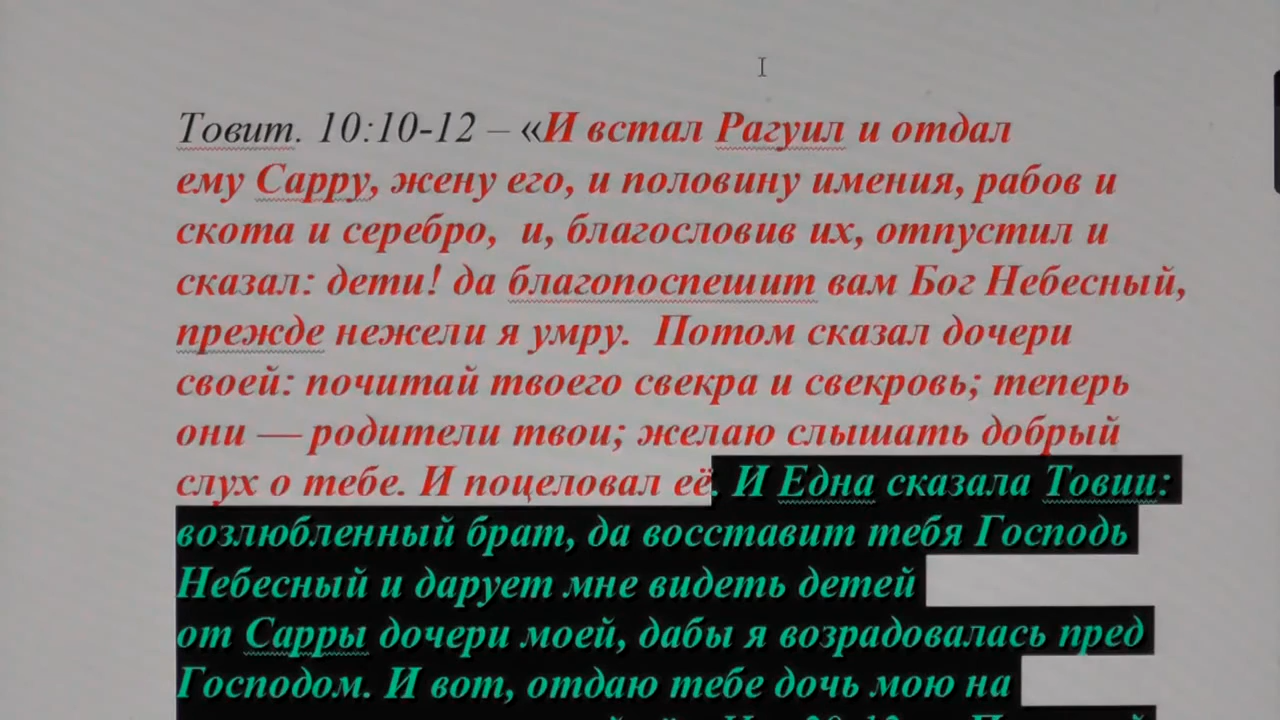 Товит. 10:10-12 – «И встал Рагуил и отдал
ему Сарру, жену его, и половину имения, рабов и
скота и серебро,  и, благословив их, отпустил и
сказал: дети! да благопоспешит вам Бог Небесный,
прежде нежели я умру.  Потом сказал дочери
своей: почитай твоего свекра и свекровь; теперь
они — родители твои; желаю слышать добрый
слух о тебе. И поцеловал её. И Една сказала Товии:
возлюбленный брат, да восставит тебя Господь
Небесный и дарует мне видеть детей
от Сарры дочери моей, дабы я возрадовалась пред
Господом. И вот, отдаю тебе дочь мою на